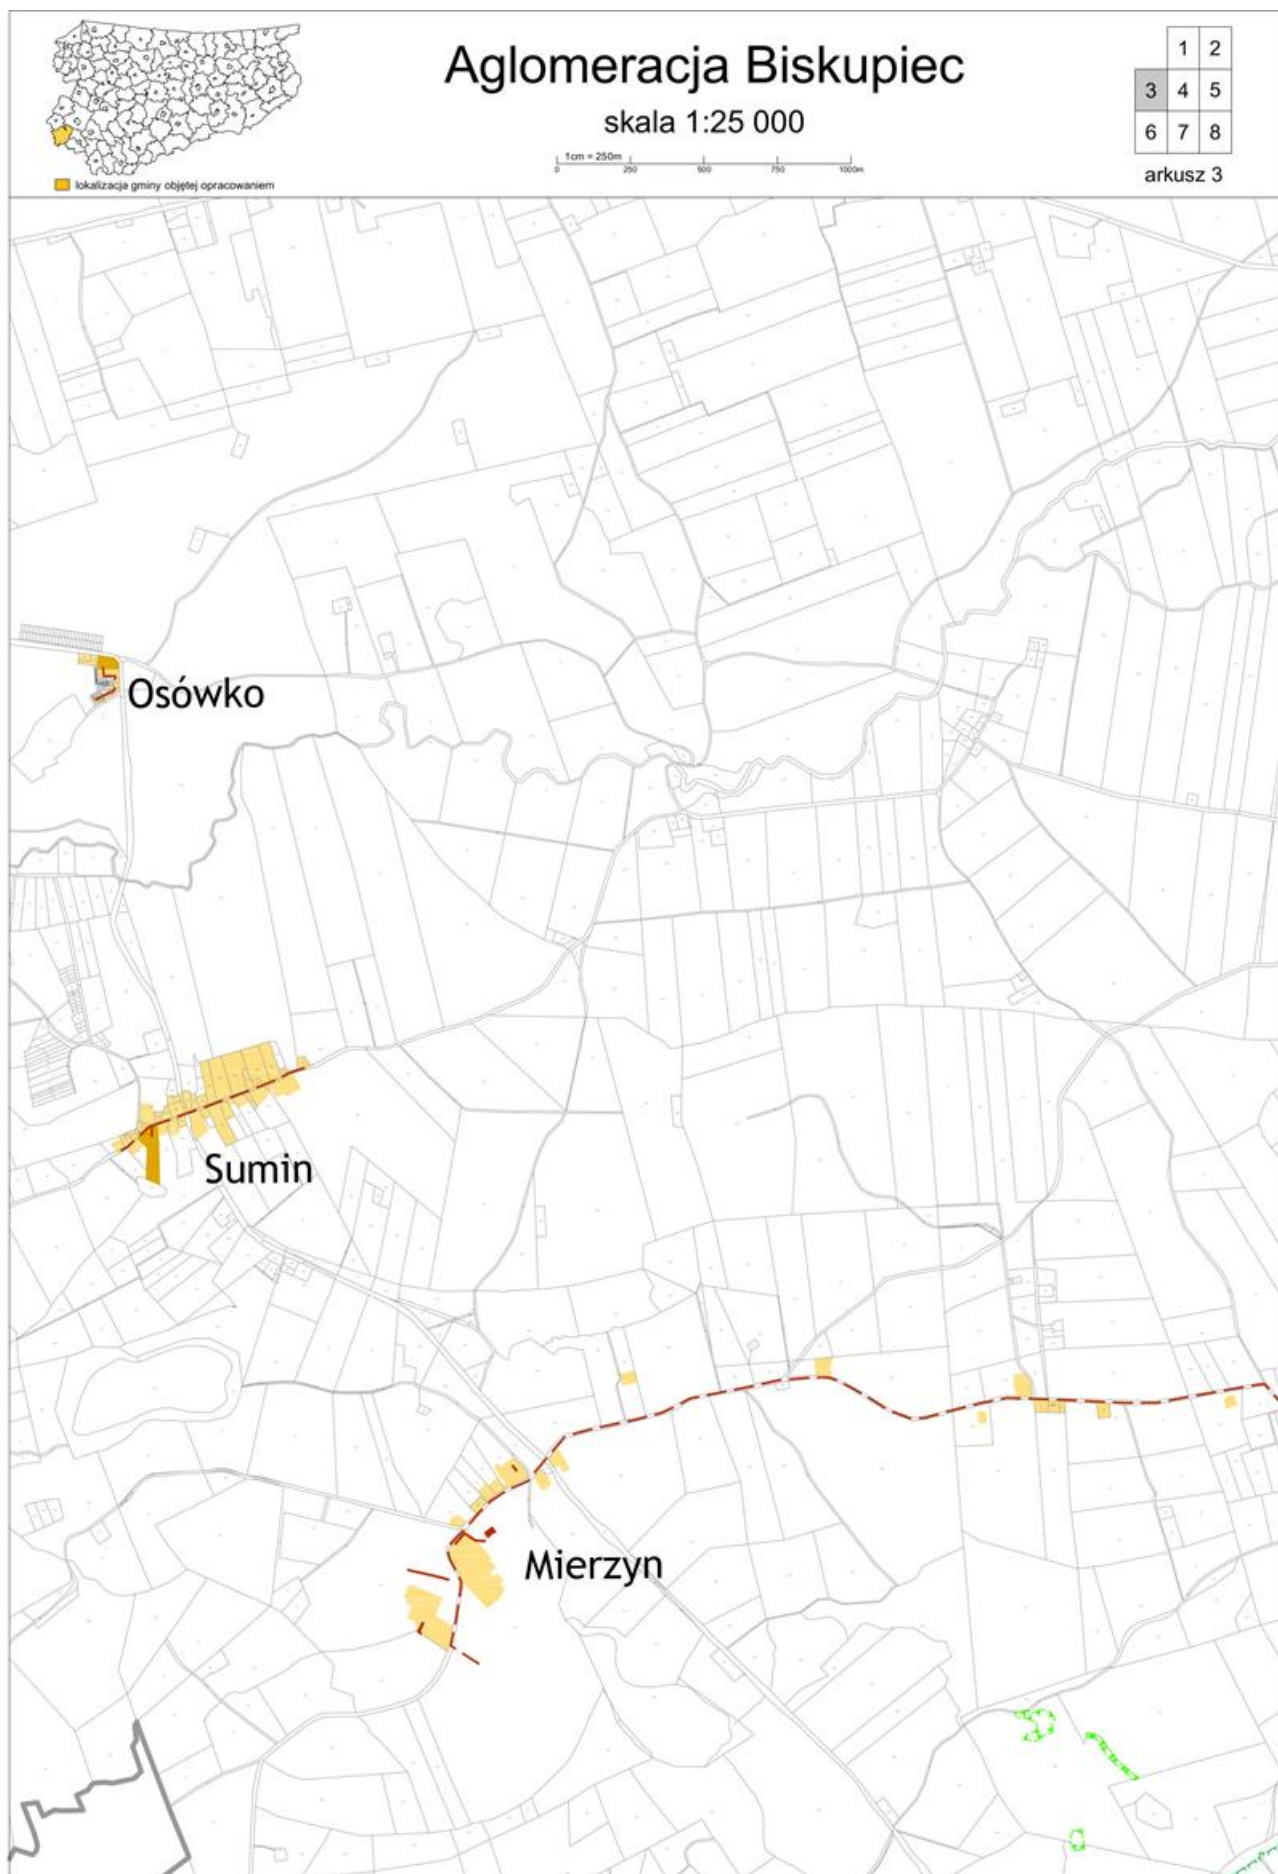 Aglomeracja Biskupiec
skala 1:25 000
1cm = 250m
0 250 500 750 1000m
lokalizacja gminy objętej opracowaniem
1 2
3 4 5
6 7 8
arkusz 3
Osówko
Sumin
Mierzyn